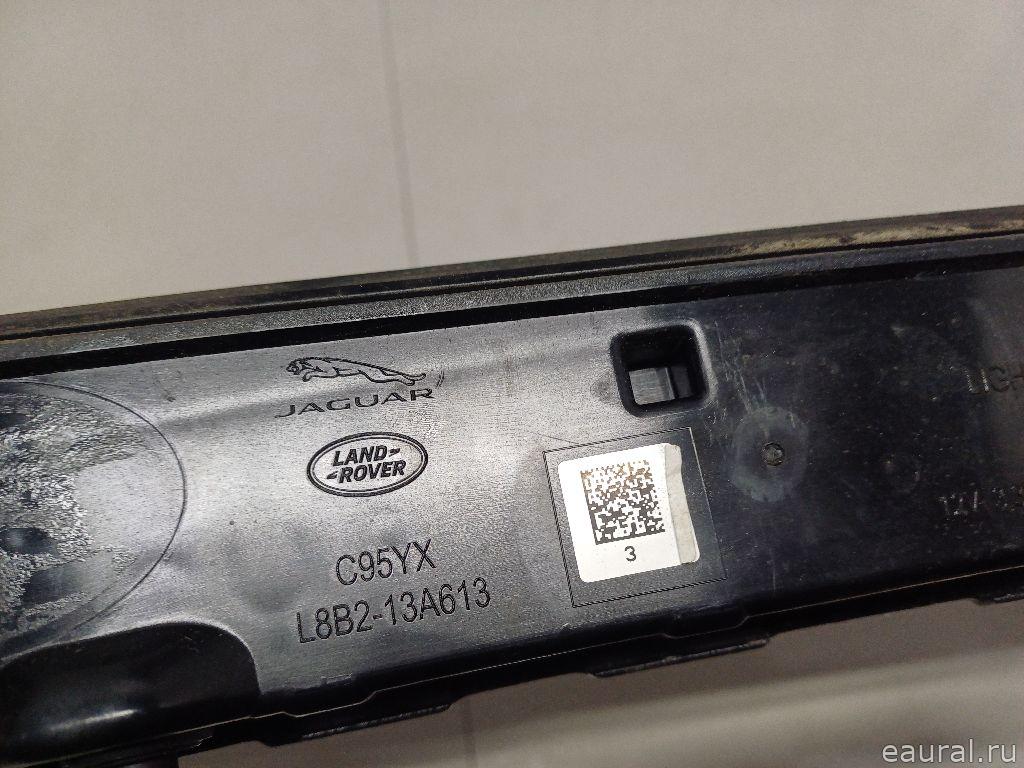 JAGUAR
LAND-
-ROVER
C95YX
L8B2-13A613
3
eaural.ru